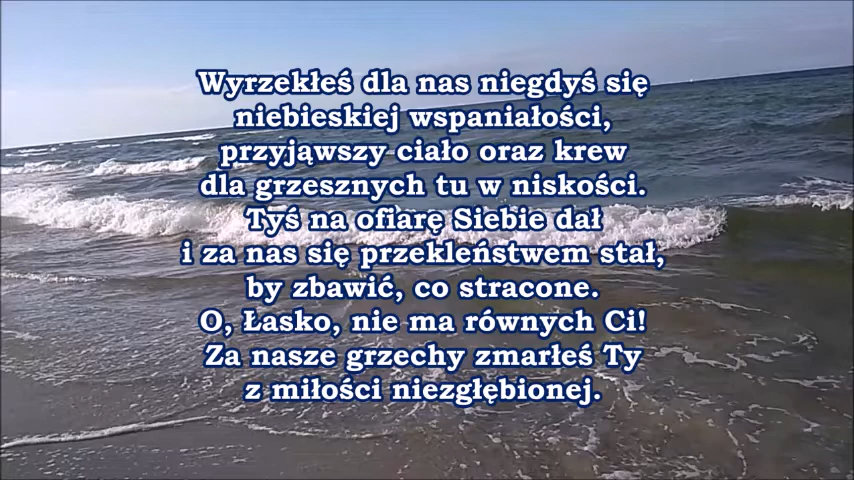 Wyrzekłeś dla nas niegdyś się
niebieskiej wspaniałości,
przyjąwszy ciało oraz krew
dla grzesznych tu w niskości.
Tyś na ofiarę Siebie dał
i za nas się przekleństwem stał,
by zbawić, co stracone.
O, Łasko, nie ma równych Ci!
Za nasze grzechy zmarłeś Ty
z miłości niezgłębionej.